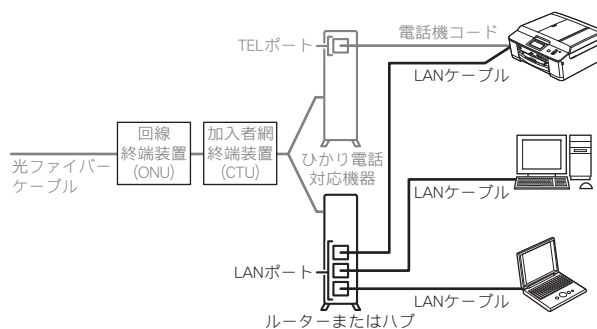 電話機コード
TELポート
LANケーブル
回線
終端装置
(ONU)
加入者網
終端装置
(CTU)
ひかり電話
対応機器
光ファイバー
ケーブル
LANケーブル
LANポート
LANケーブル
ルーターまたはハブ